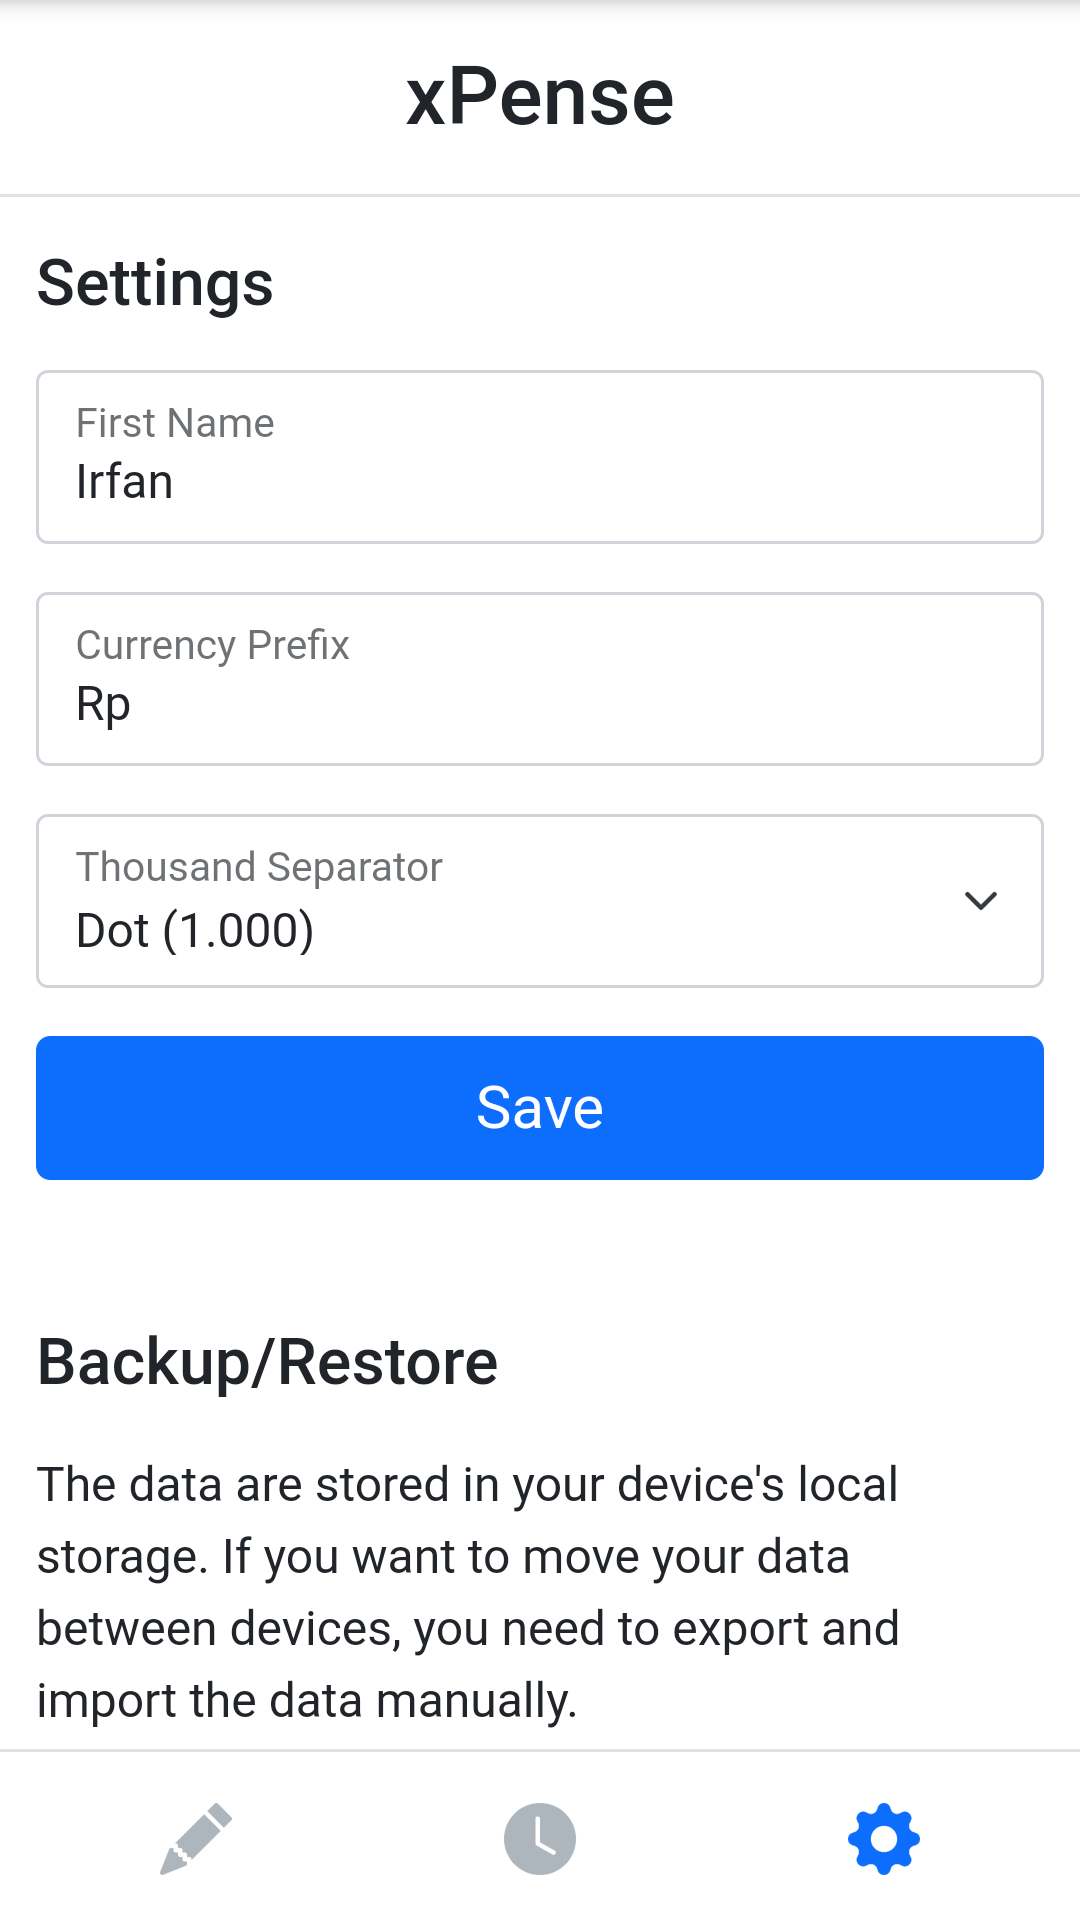 xPense
Settings
First Name
Irfan
Currency Prefix
Rp
Thousand Separator
Dot (1.000)
Save
Backup/Restore
The data are stored in your device's local
storage. If you want to move your data
between devices, you need to export and
import the data manually.